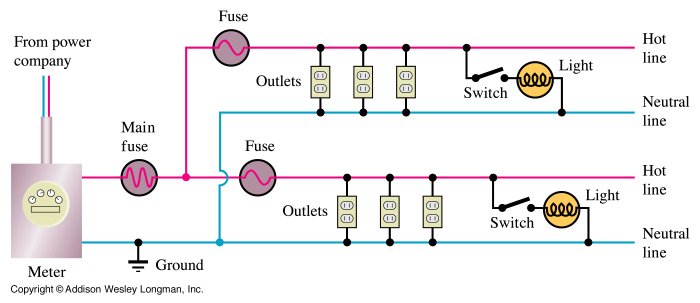 Fuse
From power
company
Hot
line
Outlets
Light
Switch
Neutral
line
Main
fuse
Fuse
Hot
line
Outlets
Light
Switch
Neutral
line
Ground
Meter
Copyright © Addison Wesley Longman, Inc.